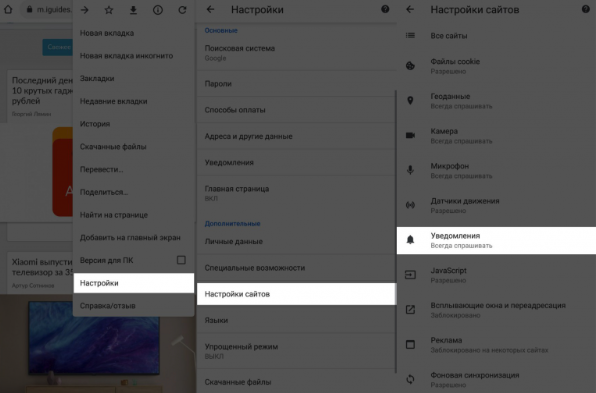 m.iguides.
Последний ден
10 крутых гадж
рублей
Xiaomi выпусти
телевизор за 3
Артур Сотников
Новая вкладка
Новая вкладка инкогнито
Закладки
Недавние вкладки
История
Скачанные файлы
Перевести...
Поделиться...
Найти на странице
Добавить на главный экран
Версия для ПК
Настройки
Справка/отзыв
Настройки
Основные
Поисковая система
Google
Пароли
Способы оплаты
Адреса и другие данные
Уведомления
Главная страница
ВКЛ
Дополнительные
Личные данные
Специальные возможности
Настройки сайтов
Языки
Упрощенный режим
ВЫКЛ
Скачанные файлы
Настройки сайтов
Все сайты
Файлы cookie
Разрешено
Геоданные
Всегда спрашивать
Камера
Всегда спрашивать
Микрофон
Всегда спрашивать
Датчики движения
Разрешено
Уведомления
Всегда спрашивать
JavaScript
Разрешено
Всплывающие окна и переадресация
Заблокировано
Реклама
Заблокировано на некоторых сайтах
Фоновая синхронизация
Разрешено